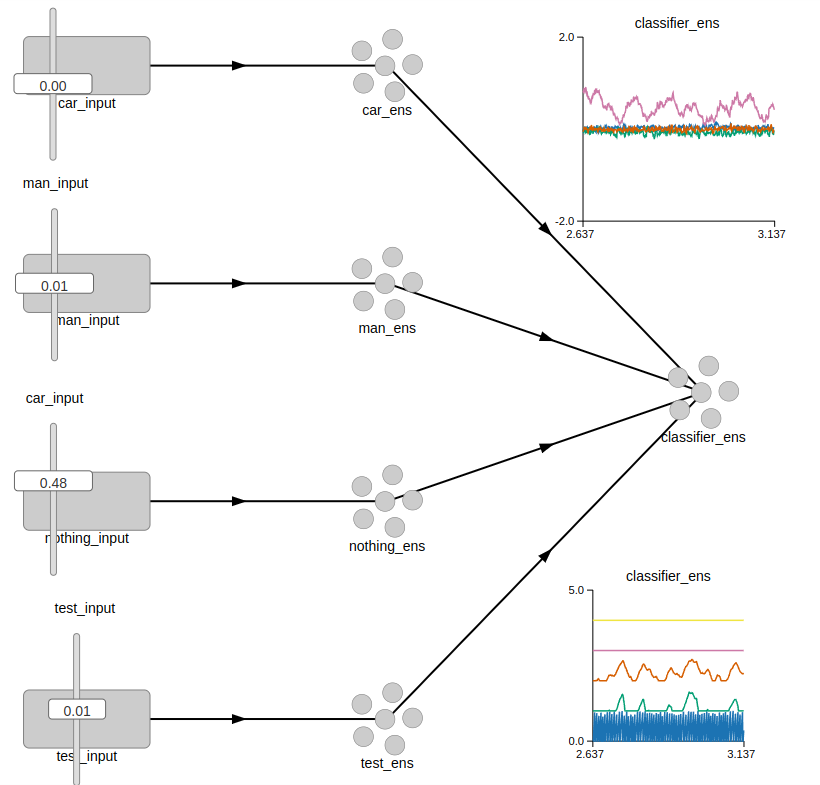 classifier_ens
2.0
-2.0
2.637
3.137
0.00
car_input
car_ens
man_input
0.01
man_input
man_ens
car_input
classifier_ens
0.48
nothing_input
nothing_ens
test_input
classifier_ens
5.0
0.0
2.637
3.137
0.01
test_input
test_ens